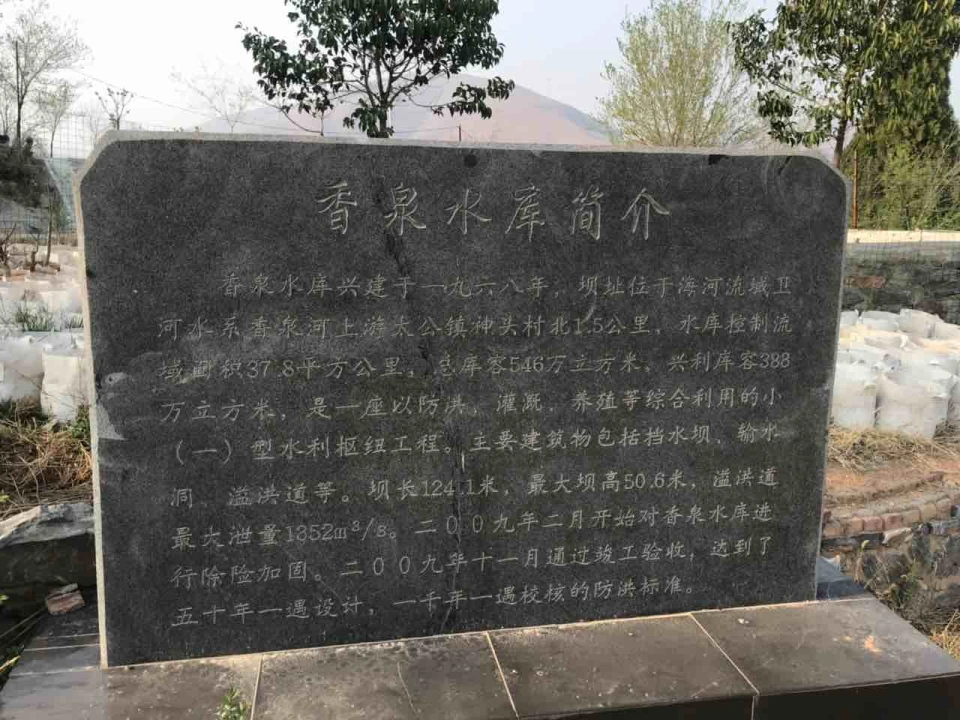 香泉水库简介
香泉水库兴建于一九六八年，坝址位于海河流域卫
河水系香泉河上游太公镇神头村北1.5公里，水库控制流
域面积37.8平方公里，总库容546万立方米，兴利库容388
万立方米，是一座以防洪、灌溉、养殖等综合利用的小
（一）型水利枢纽工程。主要建筑物包括挡水坝，输水
洞，溢洪道等。坝长124.1米，最大坝高50.6米，溢洪道
最大泄量1352m³/s。二〇〇九年二月开始对香泉水库进
行除险加固。二〇〇九年十一月通过竣工验收，达到了
五十年一遇设计，一千年一遇校核的防洪标准。